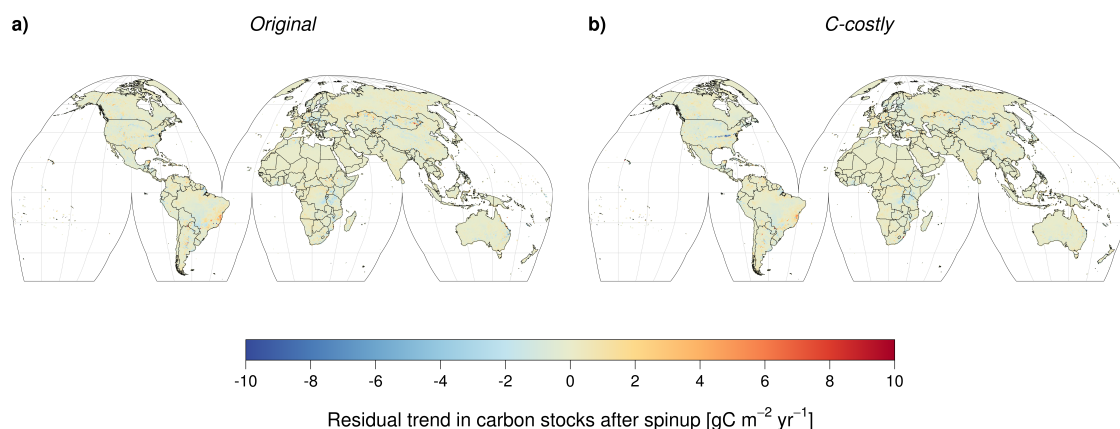 a) Original
b) C-costly
-10 -8 -6 -4 -2 0 2 4 6 8 10
Residual trend in carbon stocks after spinup [gC m⁻² yr⁻¹]